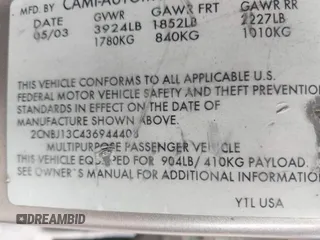 MFD. BY CAMI-AUTOM
DATE GVWR GAWR FRT GAWR RR
05/03 3924LB 1852LB 2227LB
1780KG 840KG 1010KG
THIS VEHICLE CONFORMS TO ALL APPLICABLE U.S.
FEDERAL MOTOR VEHICLE SAFETY AND THEFT PREVENTION
STANDARDS IN EFFECT ON THE DATE OF
MANUFACTURE SHOWN ABOVE.
2CNBJ13C436944406
MULTIPURPOSE PASSENGER VEHICLE
THIS VEHICLE EQUIPPED FOR 904LB/ 410KG PAYLOAD.
SEE OWNER'S MANUAL FOR ADDITIONAL INFORMATION
YTL USA
DREAMBID